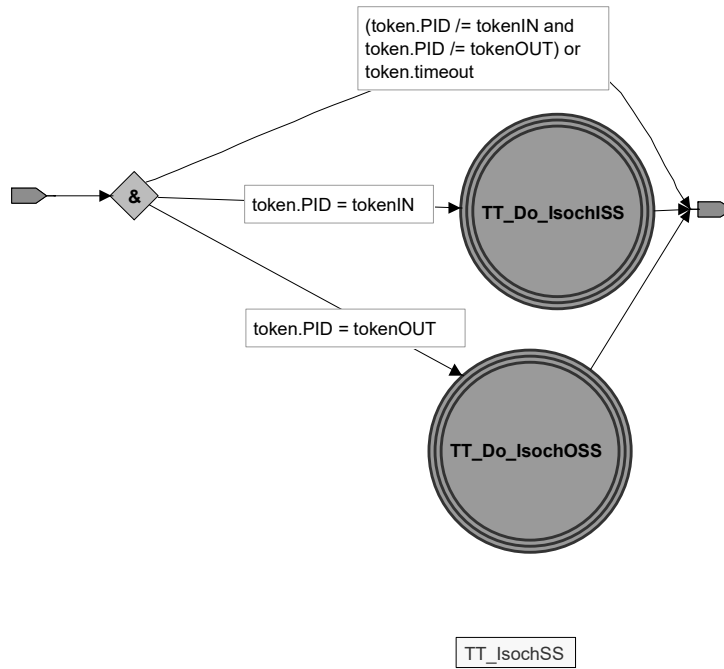 (token.PID /= tokenIN and
token.PID /= tokenOUT) or
token.timeout
&
token.PID = tokenIN
TT_Do_IsochISS
token.PID = tokenOUT
TT_Do_IsochOSS
TT_IsochSS